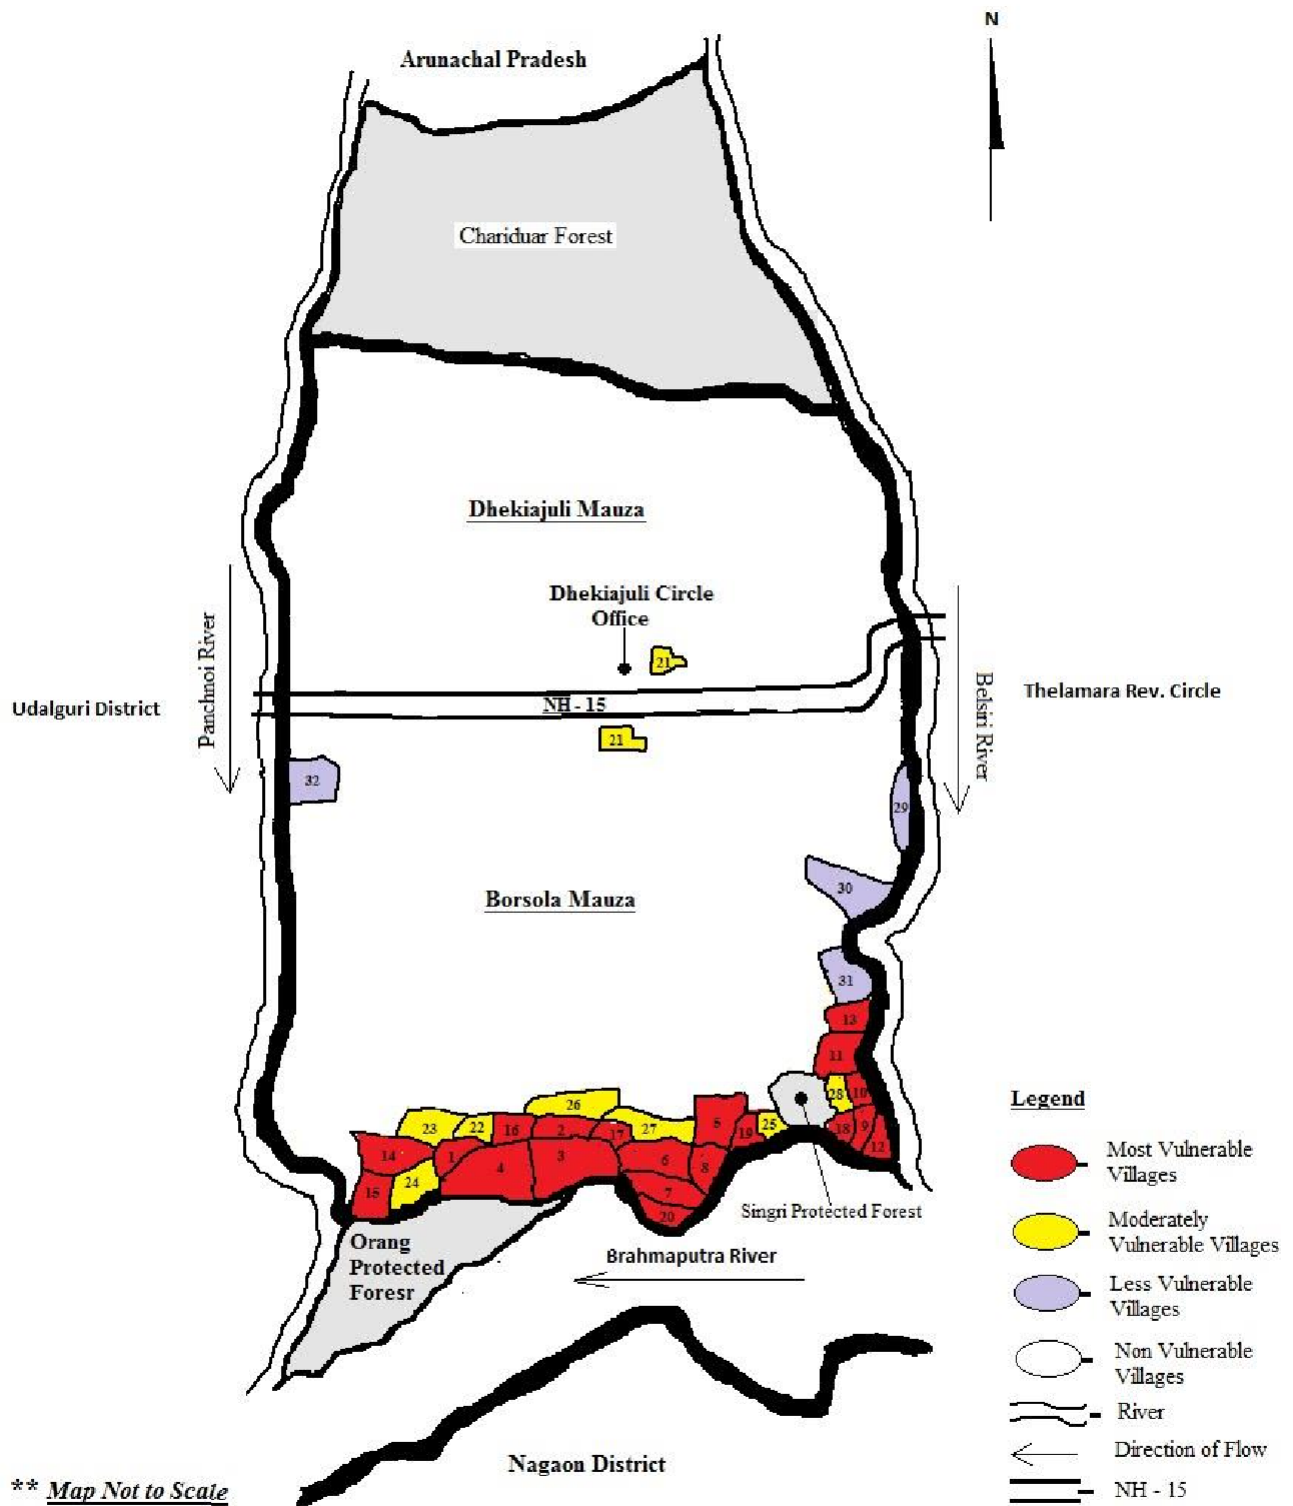 N
Arunachal Pradesh
Chariduar Forest
Dhekiajuli Mauza
Dhekiajuli Circle
Office
21
Panchnoi River
Belsiri River
Udalguri District
Thelamara Rev. Circle
NH - 15
21
32
29
30
Borsola Mauza
31
13
11
28
10
26
23
22
16
2
17
27
5
19
25
18
9
12
14
1
4
3
6
8
15
24
7
20
Singri Protected Forest
Orang
Protected
Foresr
Brahmaputra River
Nagaon District
** Map Not to Scale
Legend
Most Vulnerable
Villages
Moderately
Vulnerable Villages
Less Vulnerable
Villages
Non Vulnerable
Villages
River
Direction of Flow
NH - 15